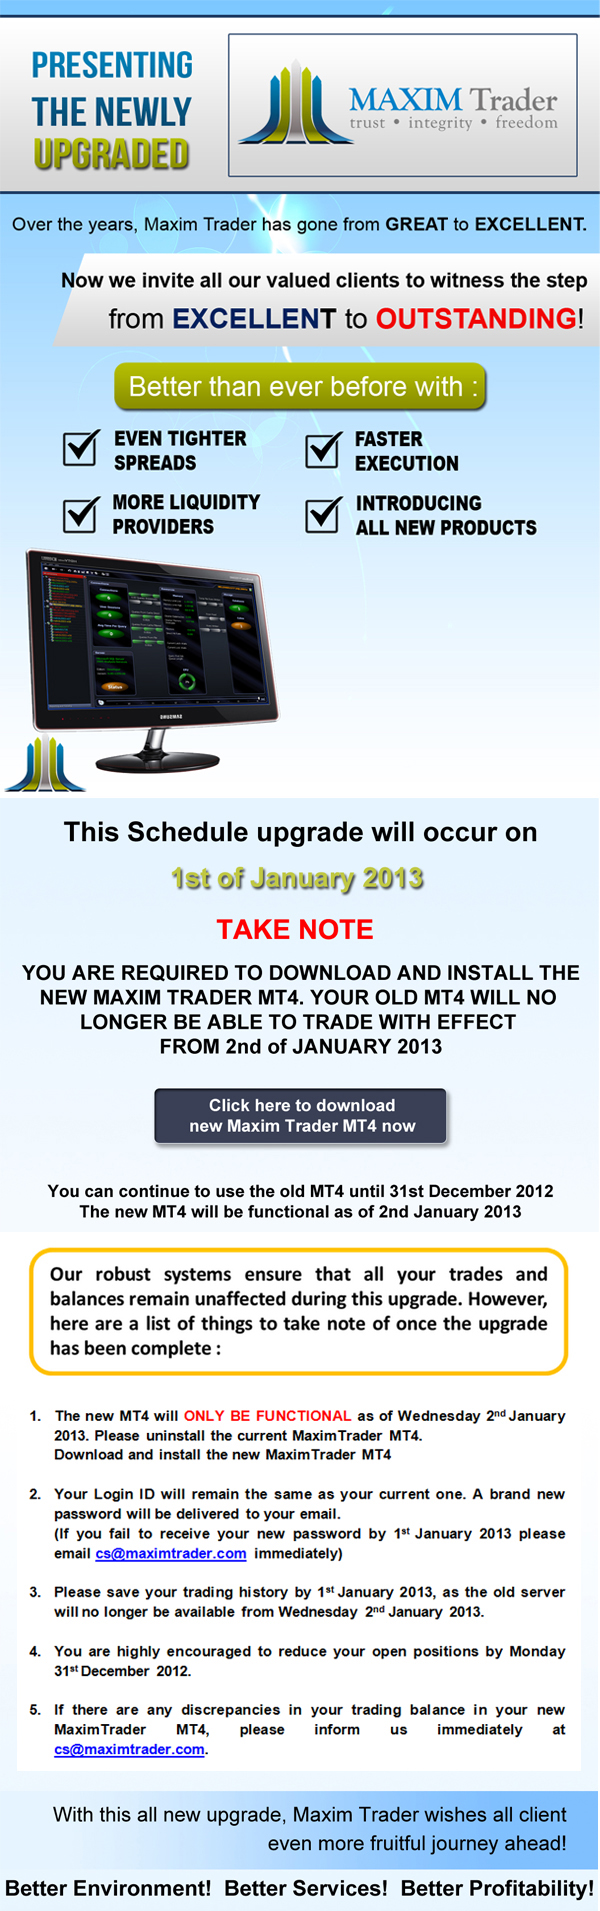 PRESENTING
THE NEWLY
UPGRADED
MAXIM Trader
trust • integrity • freedom
Over the years, Maxim Trader has gone from GREAT to EXCELLENT.
Now we invite all our valued clients to witness the step
from EXCELLENT to OUTSTANDING!
Better than ever before with :
EVEN TIGHTER
SPREADS
FASTER
EXECUTION
MORE LIQUIDITY
PROVIDERS
INTRODUCING
ALL NEW PRODUCTS
Status
This Schedule upgrade will occur on
1st of January 2013
TAKE NOTE
YOU ARE REQUIRED TO DOWNLOAD AND INSTALL THE
NEW MAXIM TRADER MT4. YOUR OLD MT4 WILL NO
LONGER BE ABLE TO TRADE WITH EFFECT
FROM 2nd of JANUARY 2013
Click here to download
new Maxim Trader MT4 now
You can continue to use the old MT4 until 31st December 2012
The new MT4 will be functional as of 2nd January 2013
Our robust systems ensure that all your trades and
balances remain unaffected during this upgrade. However,
here are a list of things to take note of once the upgrade
has been complete :
1. The new MT4 will ONLY BE FUNCTIONAL as of Wednesday 2nd January
2013. Please uninstall the current MaximTrader MT4.
Download and install the new MaximTrader MT4
2. Your Login ID will remain the same as your current one. A brand new
password will be delivered to your email.
(If you fail to receive your new password by 1st January 2013 please
email cs@maximtrader.com immediately)
3. Please save your trading history by 1st January 2013, as the old server
will no longer be available from Wednesday 2nd January 2013.
4. You are highly encouraged to reduce your open positions by Monday
31st December 2012.
5. If there are any discrepancies in your trading balance in your new
MaximTrader MT4, please inform us immediately at
cs@maximtrader.com.
With this all new upgrade, Maxim Trader wishes all client
even more fruitful journey ahead!
Better Environment! Better Services! Better Profitability!